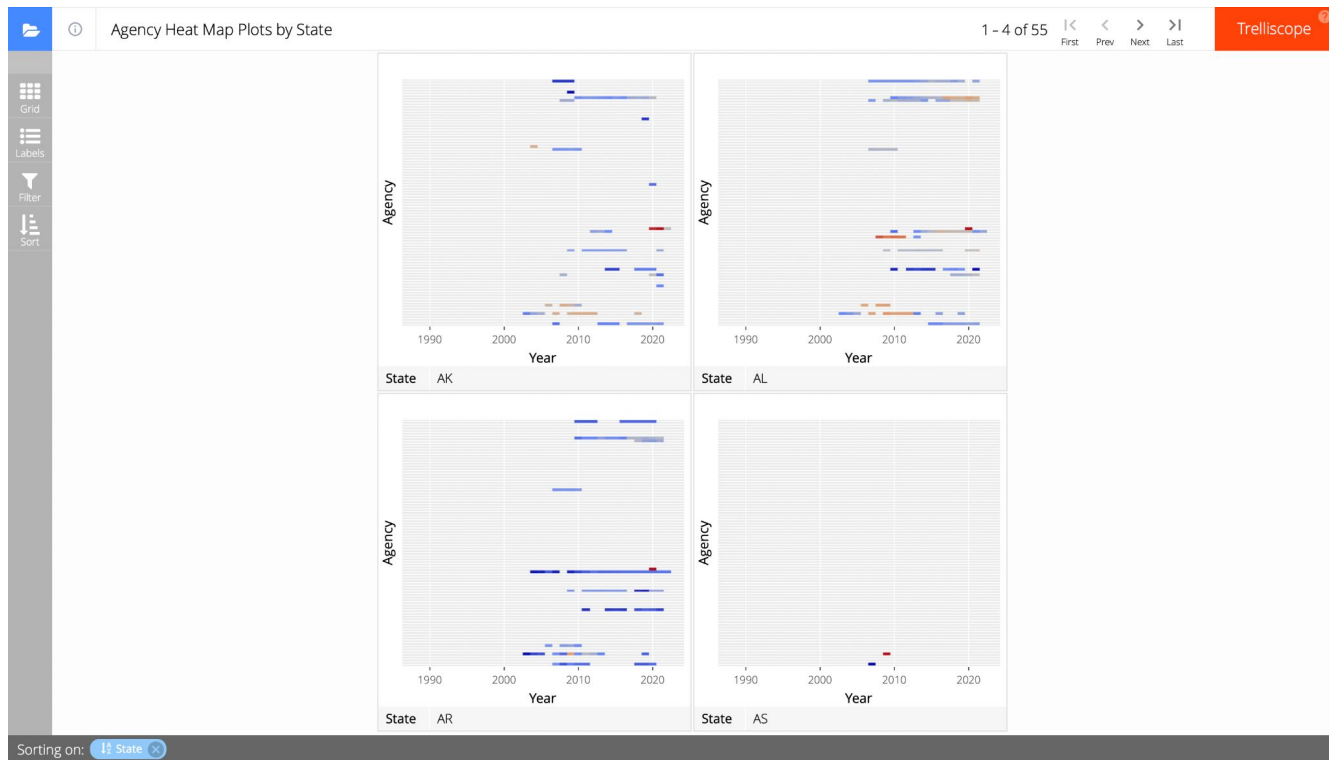 Agency Heat Map Plots by State
1 – 4 of 55
First
Prev
Next
Last
Trelliscope
?
Grid
Labels
Filter
Sort
Agency
1990 2000 2010 2020
Year
State AK
Agency
1990 2000 2010 2020
Year
State AL
Agency
1990 2000 2010 2020
Year
State AR
Agency
1990 2000 2010 2020
Year
State AS
Sorting on: State